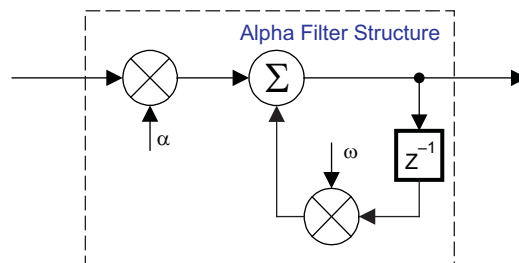 Alpha Filter Structure
Σ
α
ω
Z⁻¹